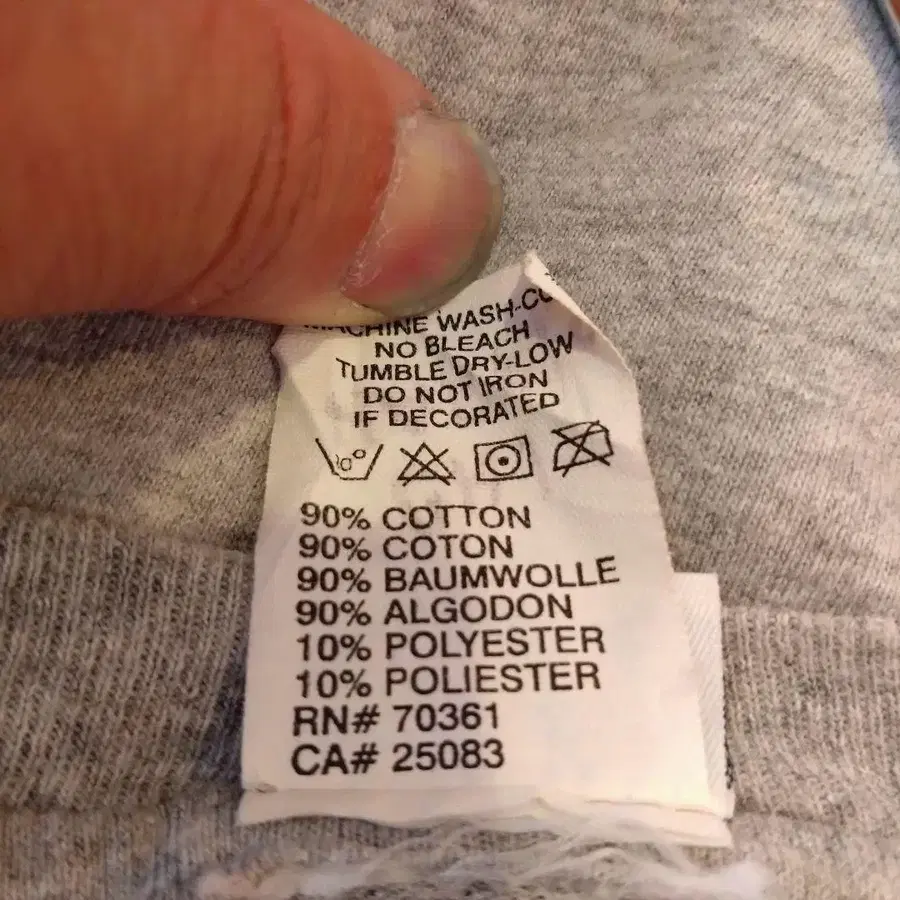 MACHINE WASH-CO
NO BLEACH
TUMBLE DRY-LOW
DO NOT IRON
IF DECORATED
90% COTTON
90% COTON
90% BAUMWOLLE
90% ALGODON
10% POLYESTER
10% POLIESTER
RN# 70361
CA# 25083